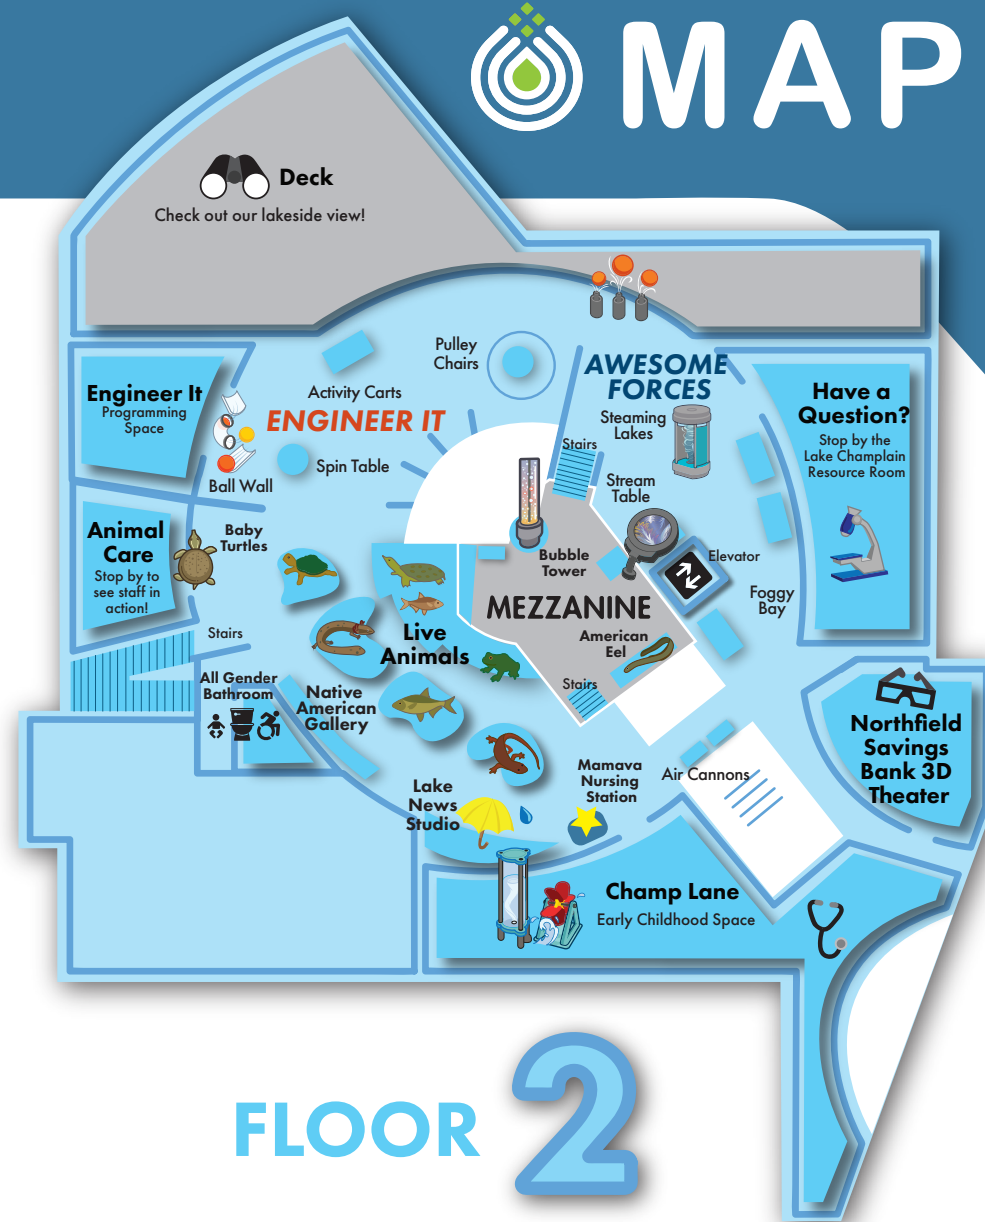 MAP
Deck
Check out our lakeside view!
Pulley
Chairs
Activity Carts
ENGINEER IT
Engineer It
Programming
Space
Ball Wall
Spin Table
AWESOME
FORCES
Steaming
Lakes
Stairs
Stream
Table
Have a
Question?
Stop by the
Lake Champlain
Resource Room
Animal
Care
Stop by to
see staff in
action!
Baby
Turtles
Bubble
Tower
Elevator
Foggy
Bay
MEZZANINE
American
Eel
Stairs
Live
Animals
Stairs
All Gender
Bathroom
Native
American
Gallery
Lake
News
Studio
Mamava
Nursing
Station
Air Cannons
Northfield
Savings
Bank 3D
Theater
Champ Lane
Early Childhood Space
FLOOR 2